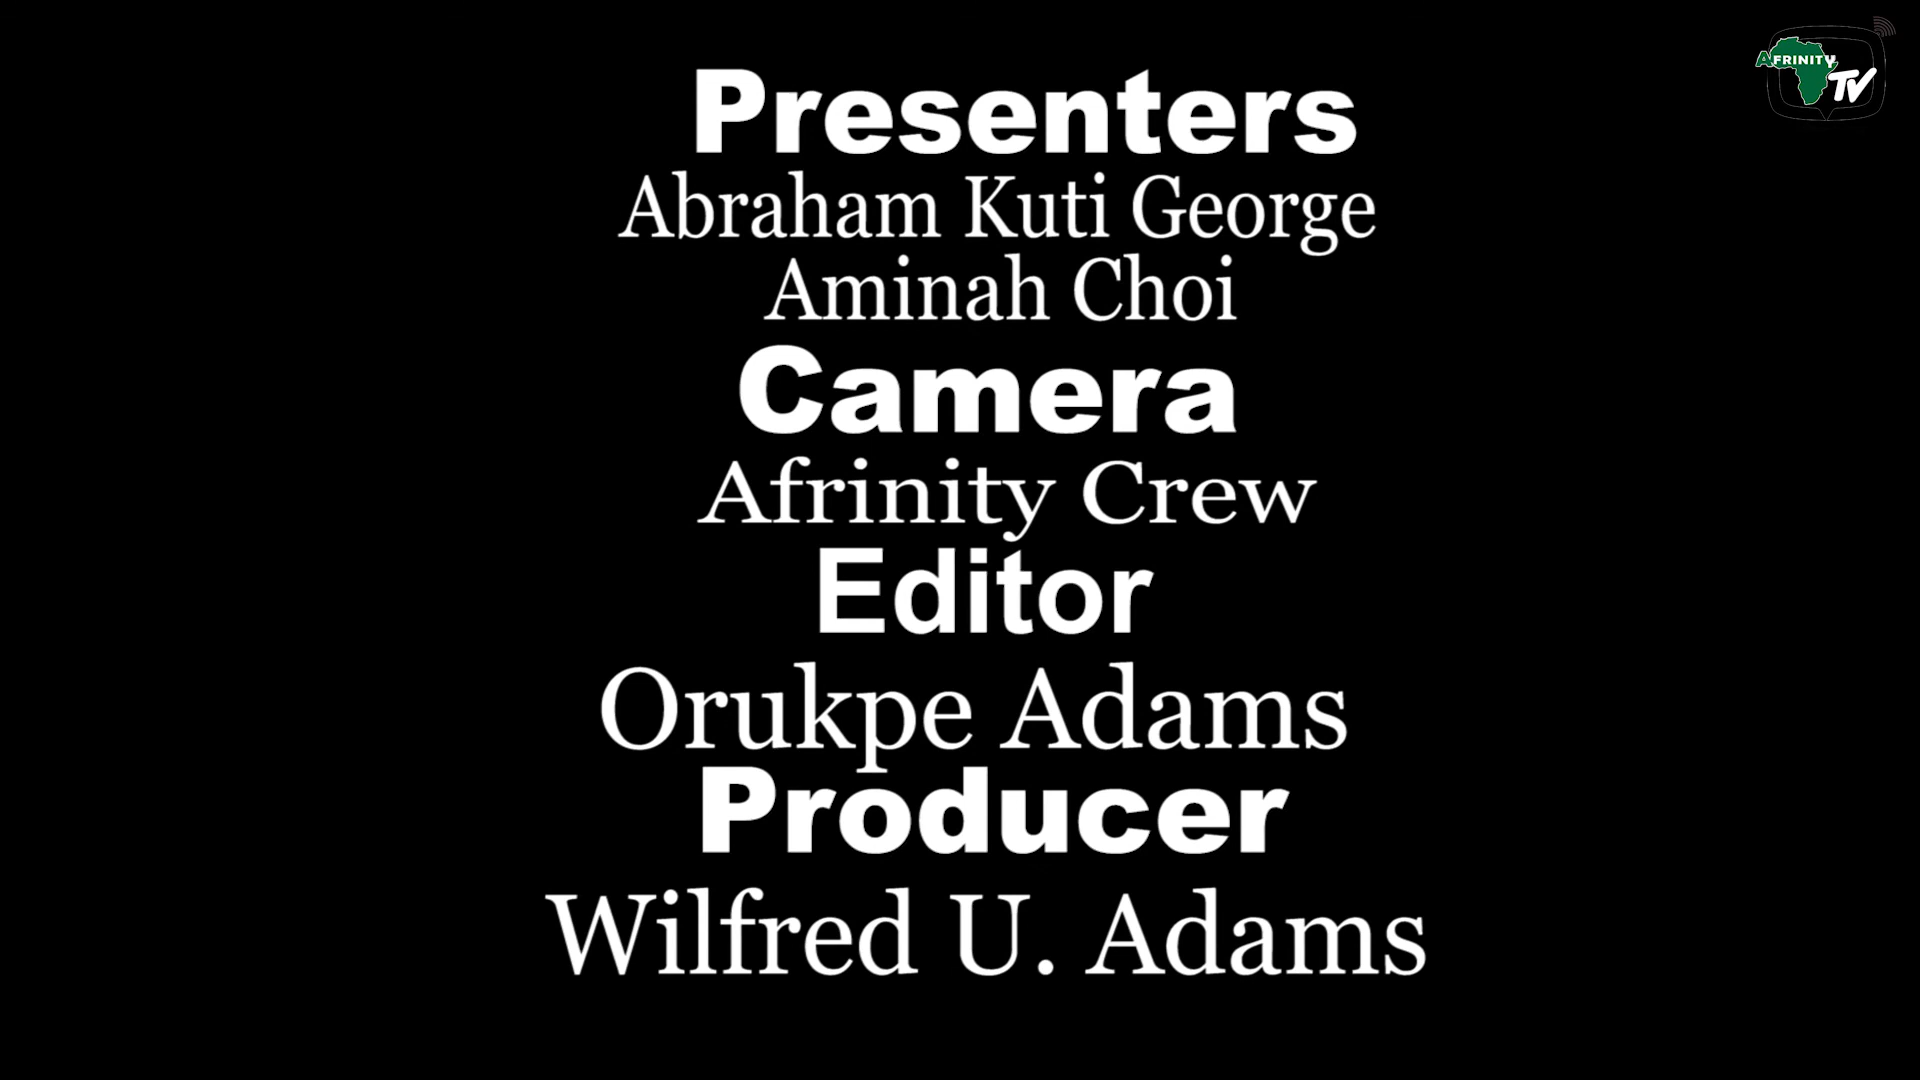 AFRINITY
TV
Presenters
Abraham Kuti George
Aminah Choi
Camera
Afrinity Crew
Editor
Orukpe Adams
Producer
Wilfred U. Adams